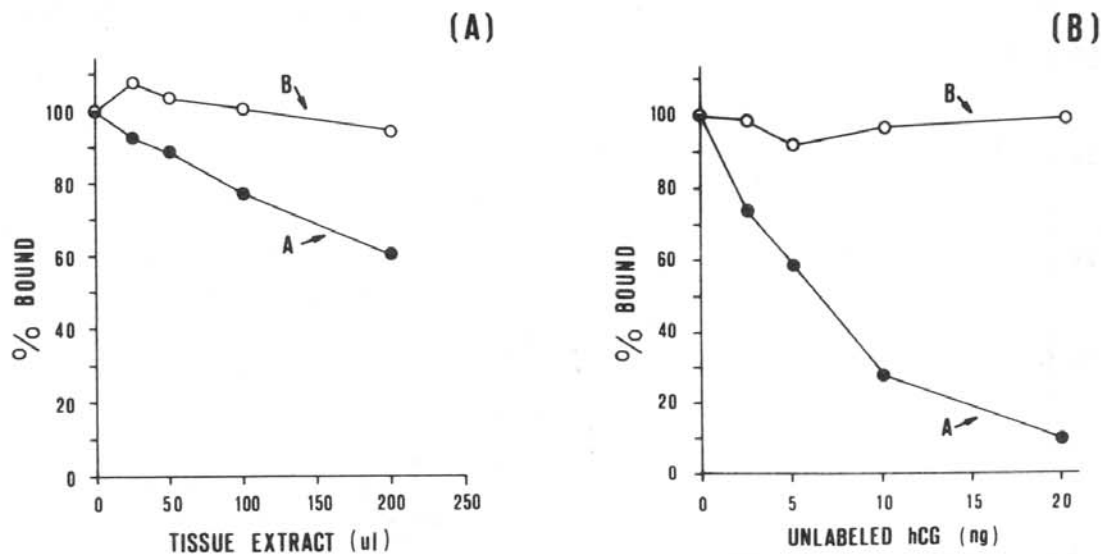 (A)
B
A
100
80
60
40
20
0
% BOUND
0 50 100 150 200 250
TISSUE EXTRACT (ul)
(B)
B
A
100
80
60
40
20
0
% BOUND
0 5 10 15 20
UNLABELED hCG (ng)